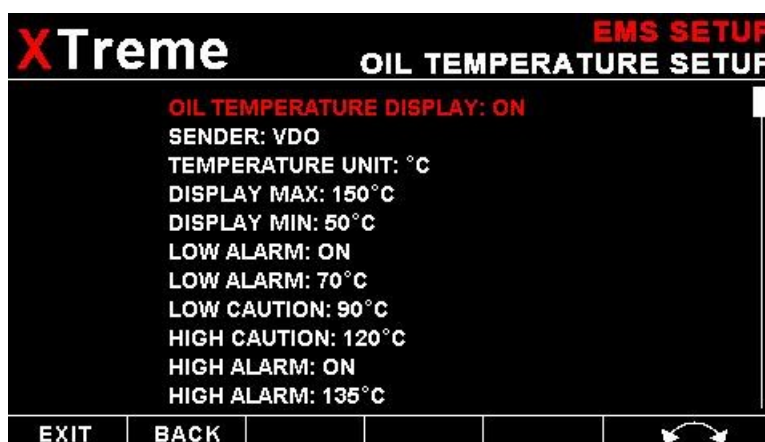 XTreme
EMS SETUP
OIL TEMPERATURE SETUP
OIL TEMPERATURE DISPLAY: ON
SENDER: VDO
TEMPERATURE UNIT: °C
DISPLAY MAX: 150°C
DISPLAY MIN: 50°C
LOW ALARM: ON
LOW ALARM: 70°C
LOW CAUTION: 90°C
HIGH CAUTION: 120°C
HIGH ALARM: ON
HIGH ALARM: 135°C
EXIT BACK